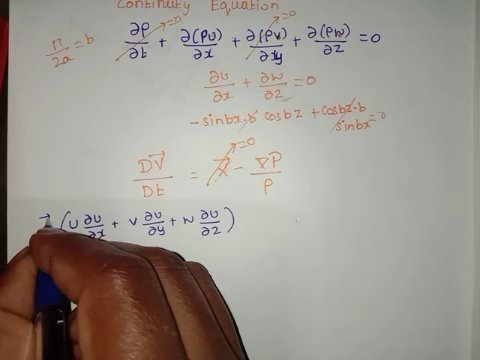 Continuity Equation
π/2a = b
∂ρ/∂t →=0 + ∂(ρu)/∂x + ∂(ρv)/∂y →=0 + ∂(ρw)/∂z = 0
∂u/∂x + ∂w/∂z = 0
- sinbx·b cosbz + cosbz·b sinbx = 0
DV⃗/Dt = X⃗ →=0 - ∇P/ρ
(u ∂u/∂x + v ∂u/∂y + w ∂u/∂z)